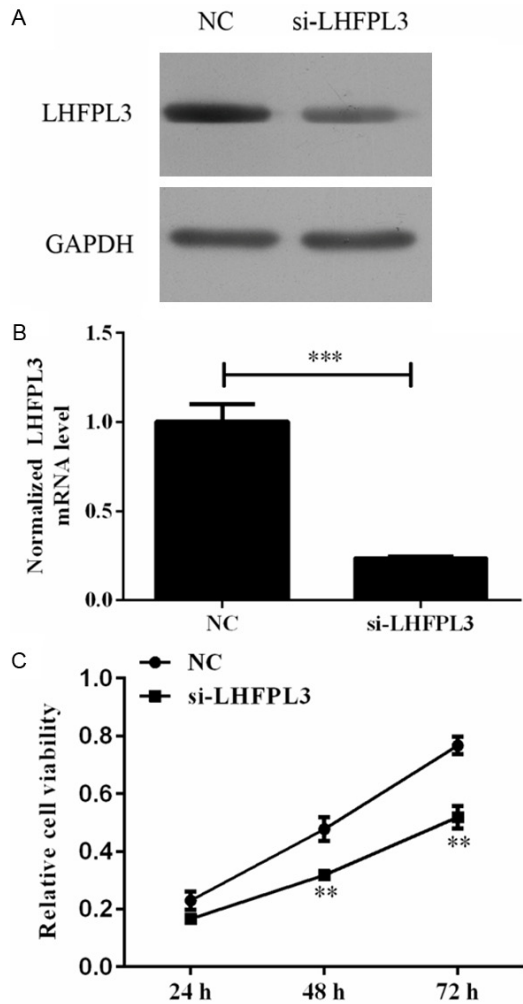 A
NC si-LHFPL3
LHFPL3
GAPDH
B
Normalized LHFPL3
mRNA level
1.5
1.0
0.5
0.0
***
NC si-LHFPL3
C
NC
si-LHFPL3
Relative cell viability
1.0
0.8
0.6
0.4
0.2
0.0
**
**
24 h 48 h 72 h